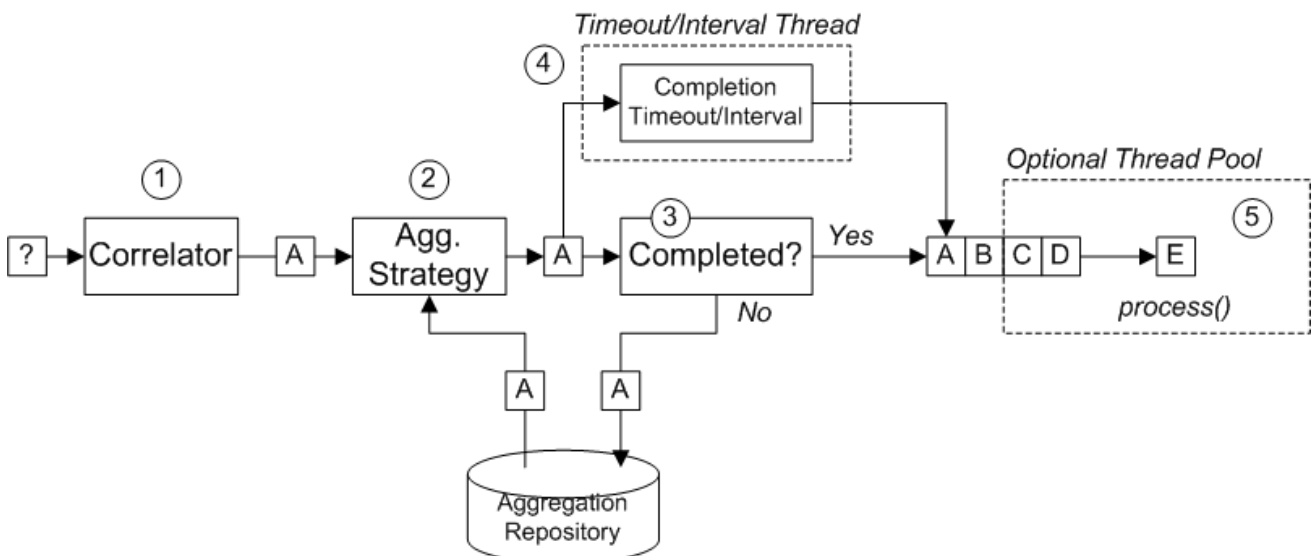 Timeout/Interval Thread
4
Completion
Timeout/Interval
Optional Thread Pool
1
2
3
5
?
Correlator
A
Agg.
Strategy
A
Completed?
Yes
A B C D
E
No
process()
A
A
Aggregation
Repository